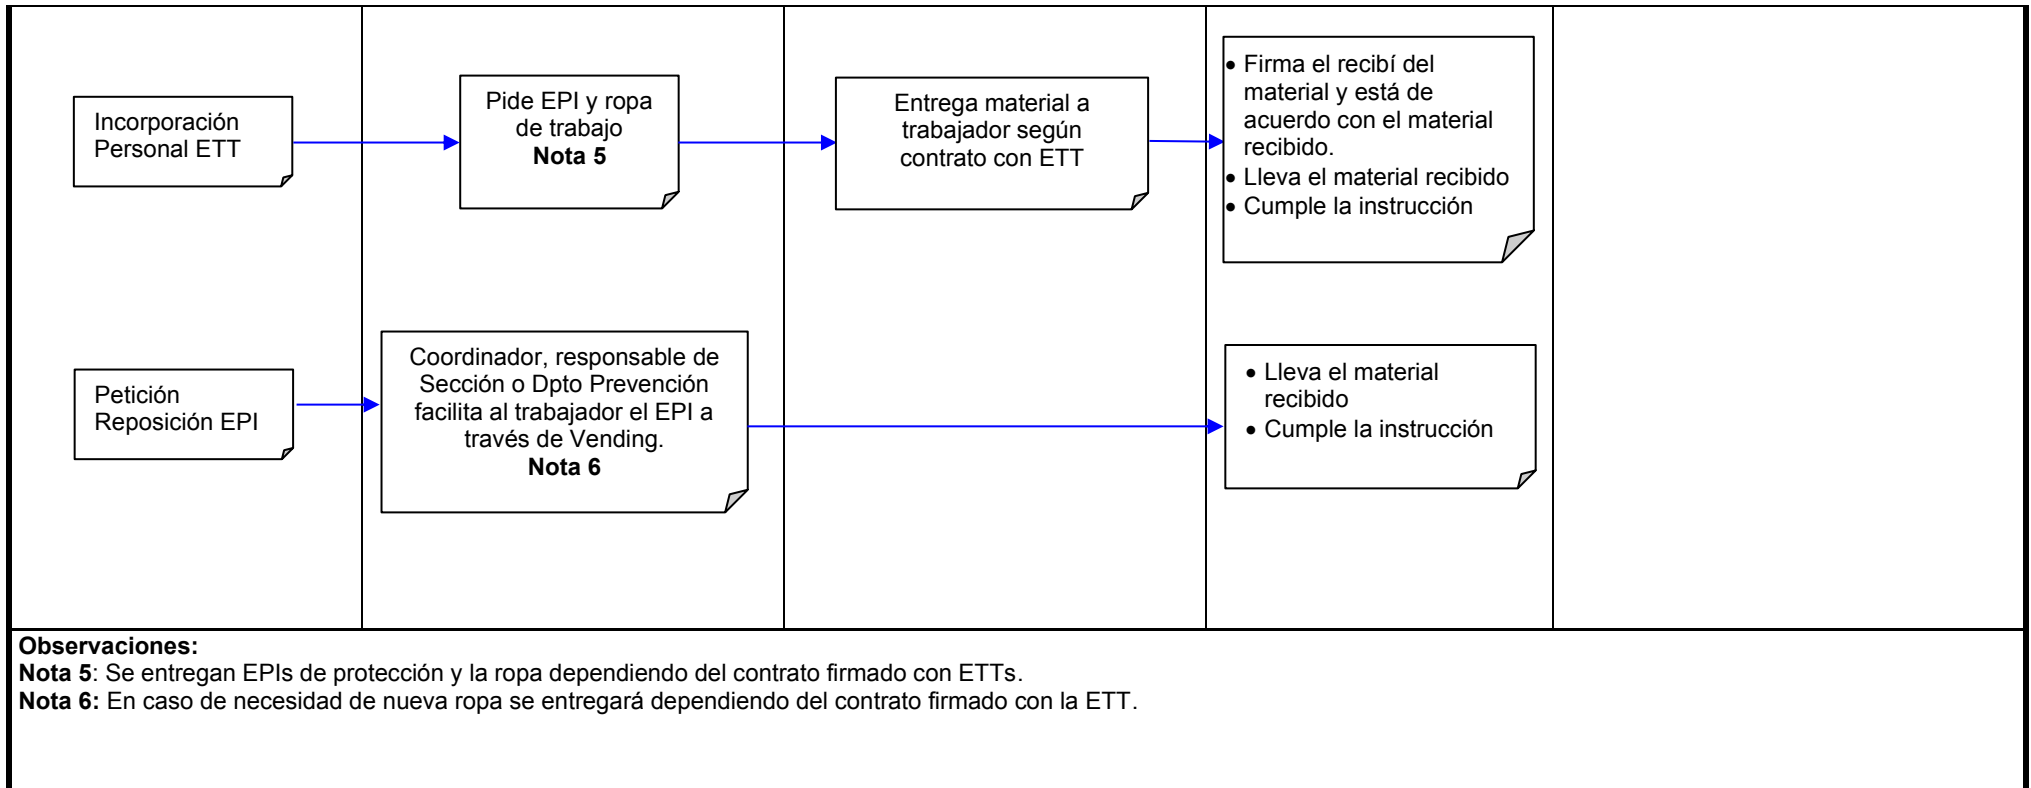 Incorporación
Personal ETT
Pide EPI y ropa
de trabajo
Nota 5
Entrega material a
trabajador según
contrato con ETT
• Firma el recibí del
material y está de
acuerdo con el material
recibido.
• Lleva el material recibido
• Cumple la instrucción
Petición
Reposición EPI
Coordinador, responsable de
Sección o Dpto Prevención
facilita al trabajador el EPI a
través de Vending.
Nota 6
• Lleva el material
recibido
• Cumple la instrucción
Observaciones:
Nota 5: Se entregan EPIs de protección y la ropa dependiendo del contrato firmado con ETTs.
Nota 6: En caso de necesidad de nueva ropa se entregará dependiendo del contrato firmado con la ETT.